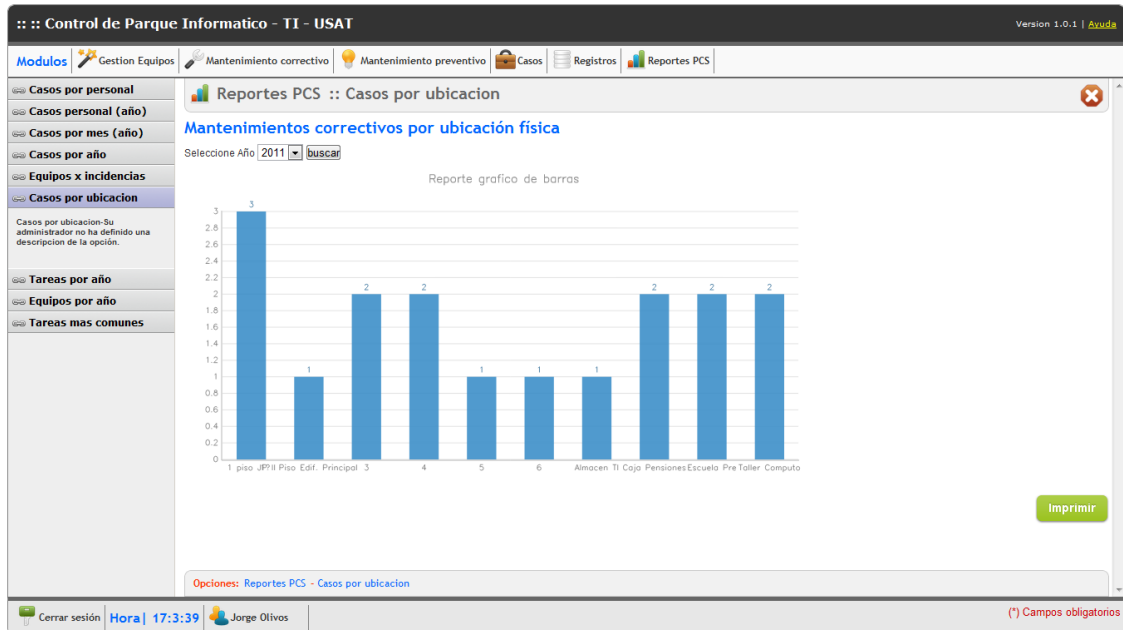 :: :: Control de Parque Informatico - TI - USAT
Version 1.0.1 | Ayuda
Modulos Gestion Equipos Mantenimiento correctivo Mantenimiento preventivo Casos Registros Reportes PCS
Casos por personal
Casos personal (año)
Casos por mes (año)
Casos por año
Equipos x incidencias
Casos por ubicacion
Casos por ubicacion-Su
administrador no ha definido una
descripcion de la opción.
Tareas por año
Equipos por año
Tareas mas comunes
Reportes PCS :: Casos por ubicacion
Mantenimientos correctivos por ubicación física
Seleccione Año 2011 buscar
Reporte grafico de barras
3
2.8
2.6
2.4
2.2
2
1.8
1.6
1.4
1.2
1
0.8
0.6
0.4
0.2
0
3 1 2 2 1 1 1 2 2 2
1 piso Piso Edif. Principal 3 4 5 6 Almacen TI Caja Pensiones Escuela Pre Taller Computo
Imprimir
Opciones: Reportes PCS - Casos por ubicacion
Cerrar sesión Hora| 17:3:39 Jorge Olivos
(*) Campos obligatorios